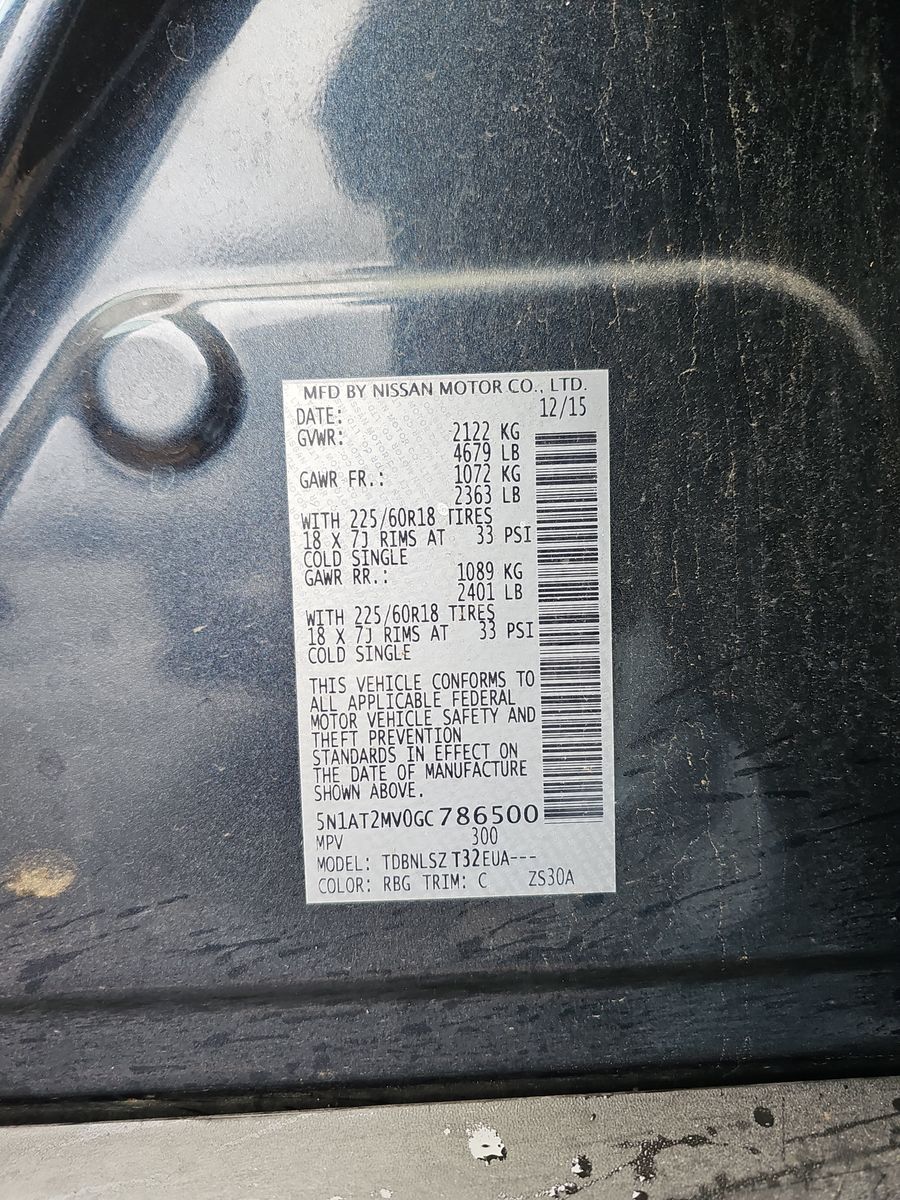 MFD BY NISSAN MOTOR CO., LTD.
DATE: 12/15
GVWR: 2122 KG
4679 LB
GAWR FR.: 1072 KG
2363 LB
WITH 225/60R18 TIRES
18 X 7J RIMS AT 33 PSI
COLD SINGLE
GAWR RR.: 1089 KG
2401 LB
WITH 225/60R18 TIRES
18 X 7J RIMS AT 33 PSI
COLD SINGLE
THIS VEHICLE CONFORMS TO
ALL APPLICABLE FEDERAL
MOTOR VEHICLE SAFETY AND
THEFT PREVENTION
STANDARDS IN EFFECT ON
THE DATE OF MANUFACTURE
SHOWN ABOVE.
5N1AT2MV0GC786500
MPV 300
MODEL: TDBNLSZ T32EUA---
COLOR: RBG TRIM: C ZS30A